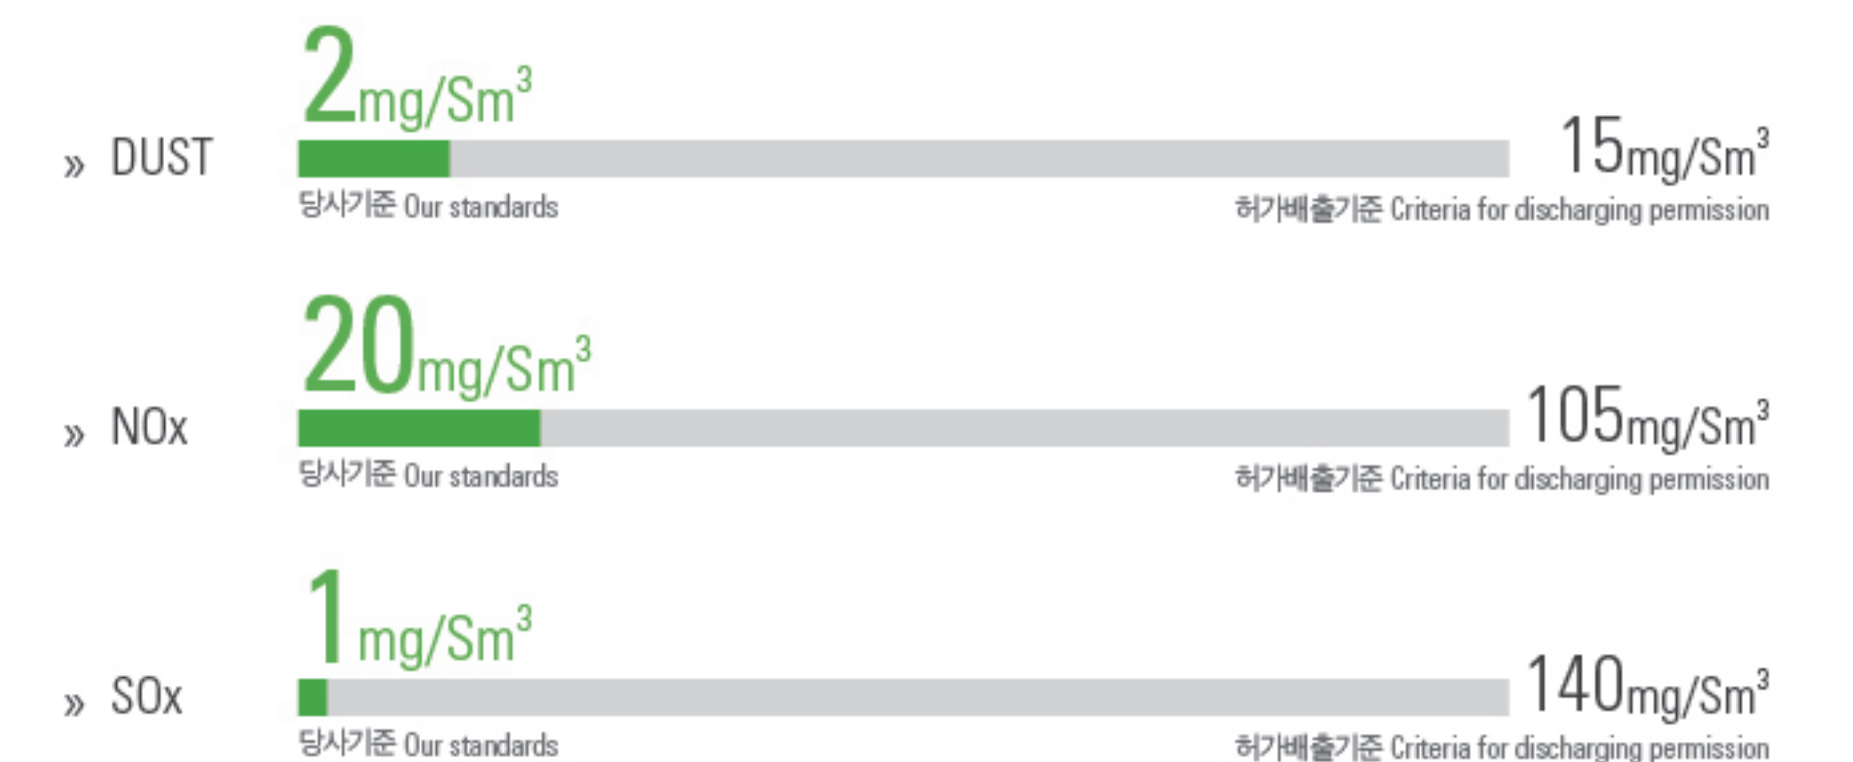 2mg/Sm³
» DUST
15mg/Sm³
당사기준 Our standards
허가배출기준 Criteria for discharging permission
20mg/Sm³
» NOx
105mg/Sm³
당사기준 Our standards
허가배출기준 Criteria for discharging permission
1mg/Sm³
» SOx
140mg/Sm³
당사기준 Our standards
허가배출기준 Criteria for discharging permission